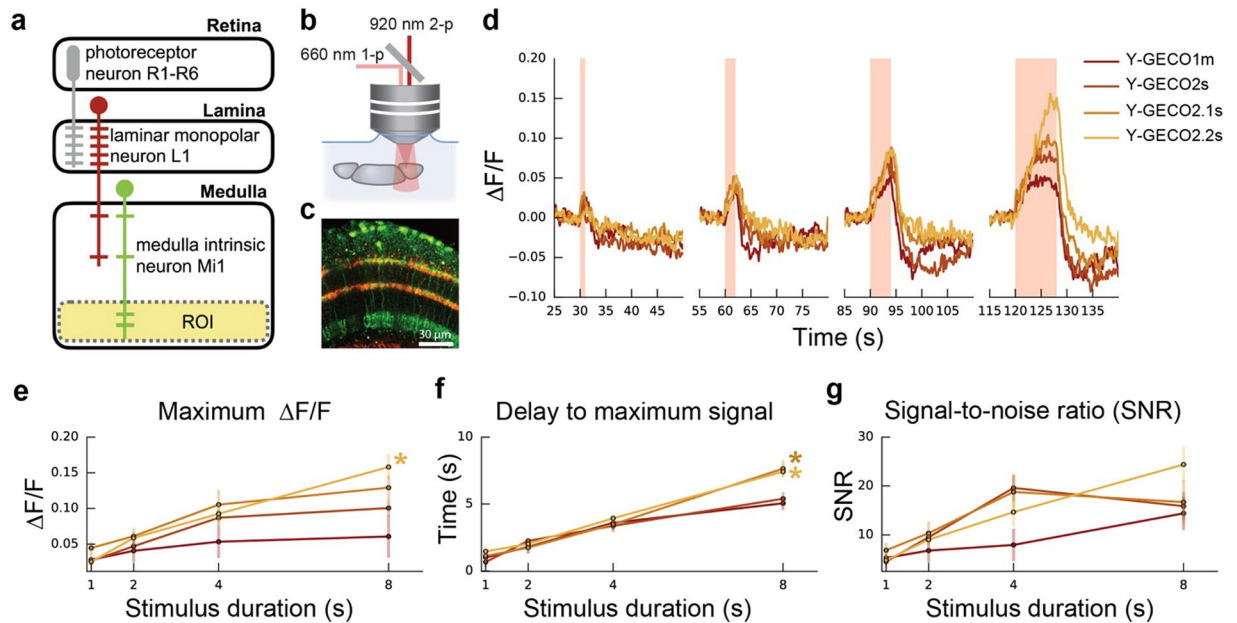 a
Retina
photoreceptor
neuron R1-R6
Lamina
laminar monopolar
neuron L1
Medulla
medulla intrinsic
neuron Mi1
ROI
b
920 nm 2-p
660 nm 1-p
c
30 µm
d
ΔF/F
0.20
0.15
0.10
0.05
0.00
−0.05
−0.10
25 30 35 40 45
55 60 65 70 75
85 90 95 100 105
115 120 125 130 135
Time (s)
Y-GECO1m
Y-GECO2s
Y-GECO2.1s
Y-GECO2.2s
e
Maximum ΔF/F
ΔF/F
0.20
0.15
0.10
0.05
*
1 2 4 8
Stimulus duration (s)
f
Delay to maximum signal
Time (s)
10
5
0
*
*
1 2 4 8
Stimulus duration (s)
g
Signal-to-noise ratio (SNR)
SNR
30
20
10
1 2 4 8
Stimulus duration (s)